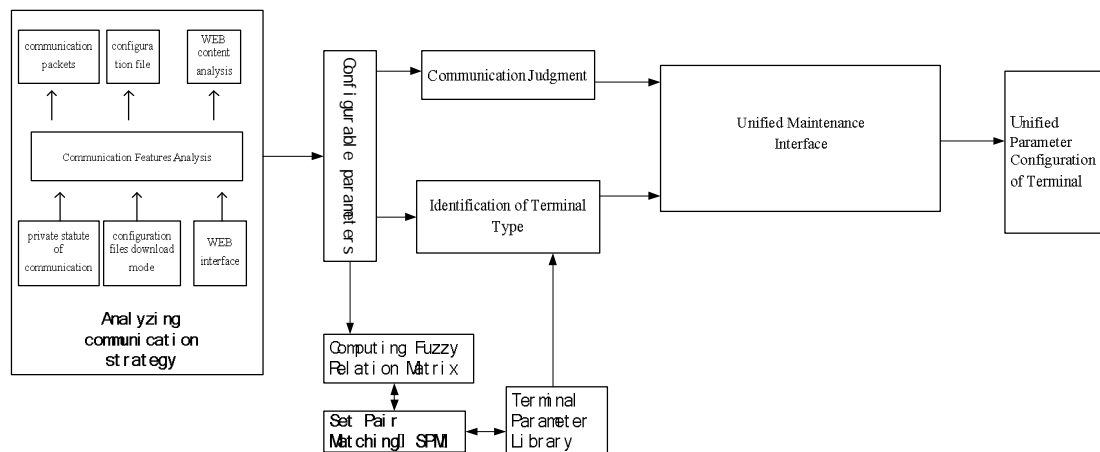 communication
packets
configura
tion file
WEB
content
analysis
Communication Features Analysis
private statute
of
communication
configuration
files download
mode
WEB
interface
Analyzing
communication
strategy
Configurable parameters
Communication Judgment
Identification of Terminal
Type
Computing Fuzzy
Relation Matrix
Set Pair
Terminal
Parameter
Library
Unified Maintenance
Interface
Unified
Parameter
Configuration
of Terminal